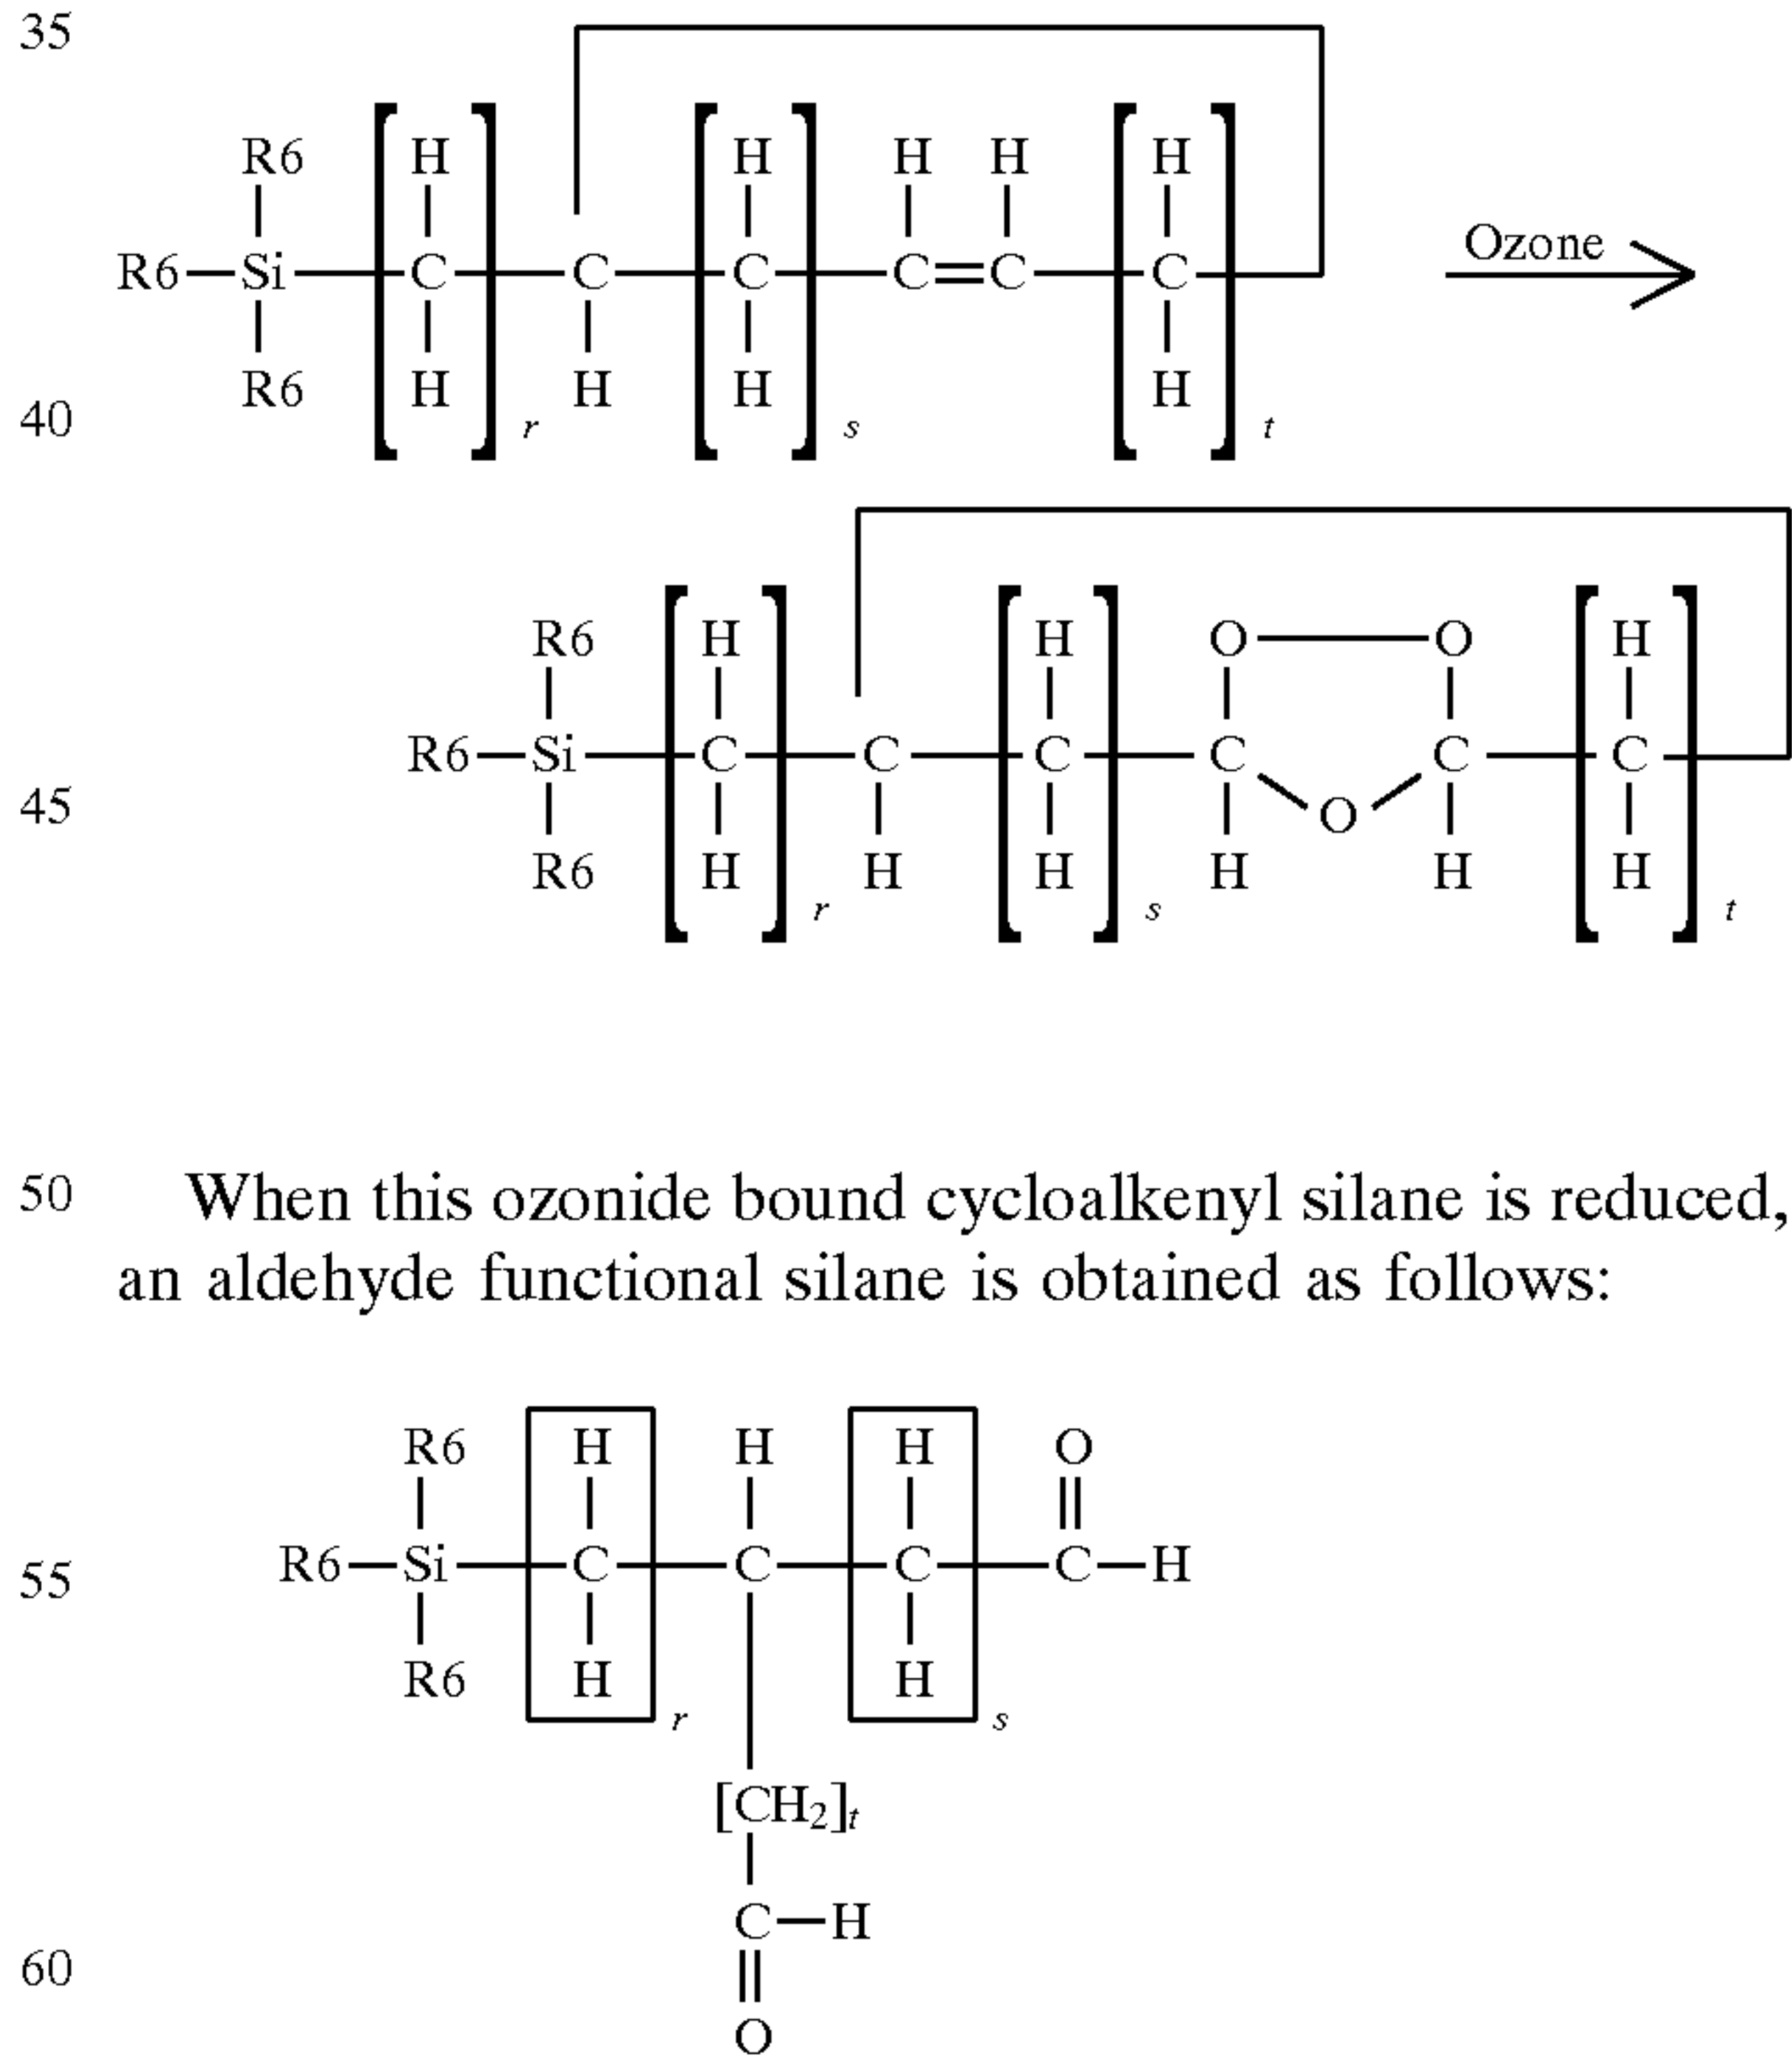 35
R6 H H H H H
R6—Si—C—C—C—C=C—C Ozone
R6 H H H H
40 r s t
R6 H H O—O H
R6—Si—C—C—C—C C—C
45 O
R6 H H H H H H
r s t
50 When this ozonide bound cycloalkenyl silane is reduced,
an aldehyde functional silane is obtained as follows:
R6 H H H O
55 R6—Si—C—C—C—C—H
R6 H H
r s
[CH2]t
C—H
60
O